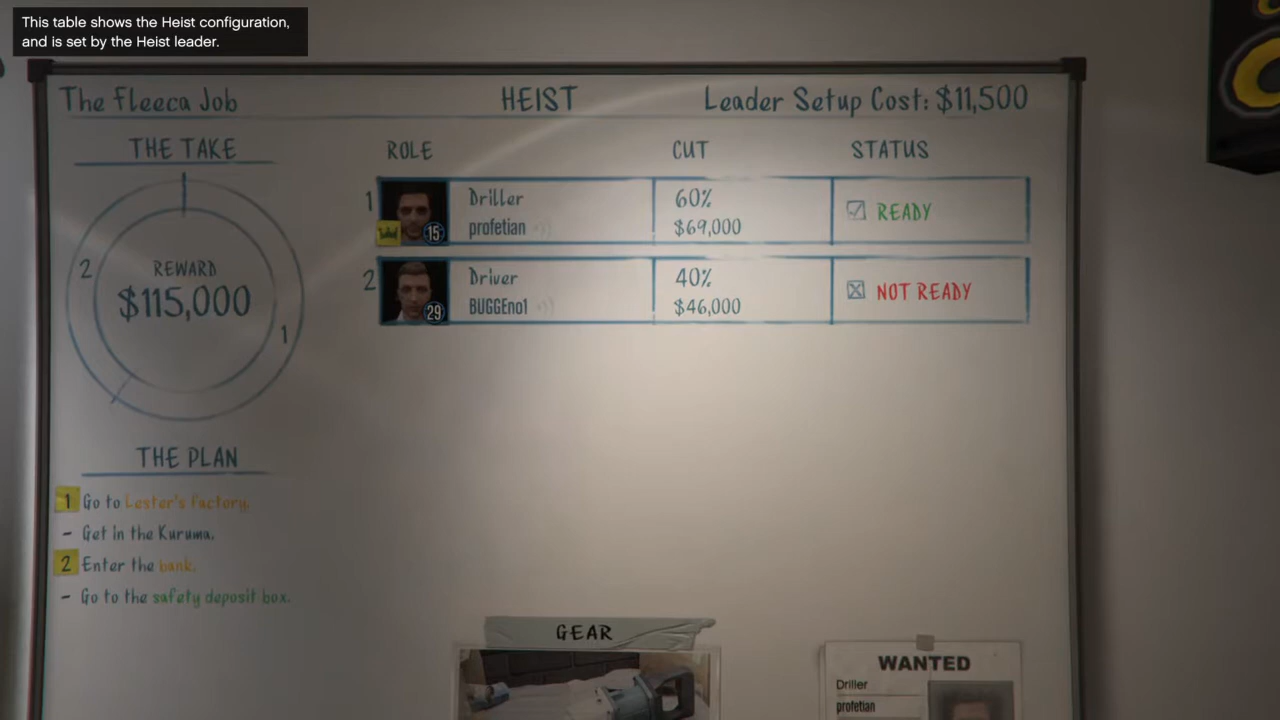 This table shows the Heist configuration,
and is set by the Heist leader.
The Fleeca Job
HEIST
Leader Setup Cost: $11,500
THE TAKE
ROLE
CUT
STATUS
1
15
Driller
profetian
60%
$69,000
READY
2
29
Driver
BUGGEno1
40%
$46,000
NOT READY
2
REWARD
$115,000
1
THE PLAN
1 Go to Lester's factory.
- Get in the Kuruma.
2 Enter the bank.
- Go to the safety deposit box.
GEAR
WANTED
Driller
profetian